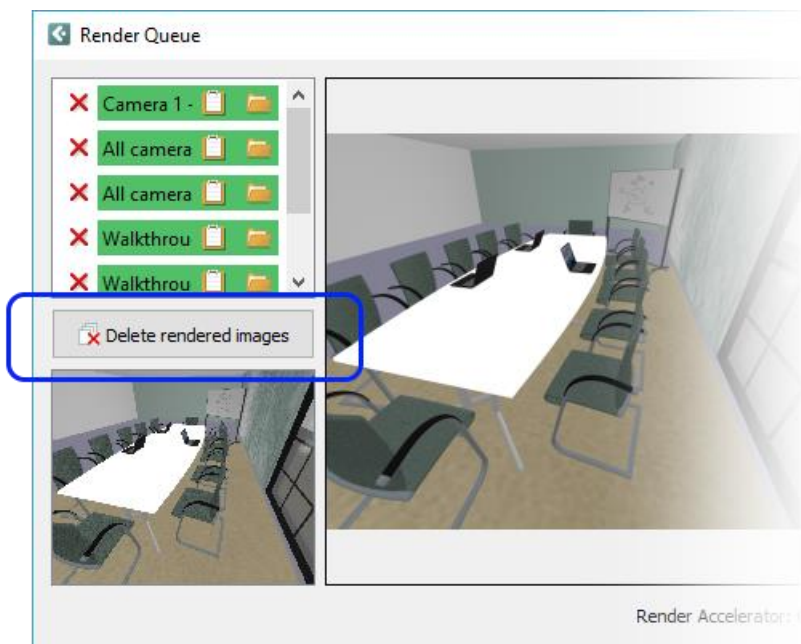 Render Queue
Camera 1 -
All camera
All camera
Walkthrou
Walkthrou
Delete rendered images
Render Accelerator: